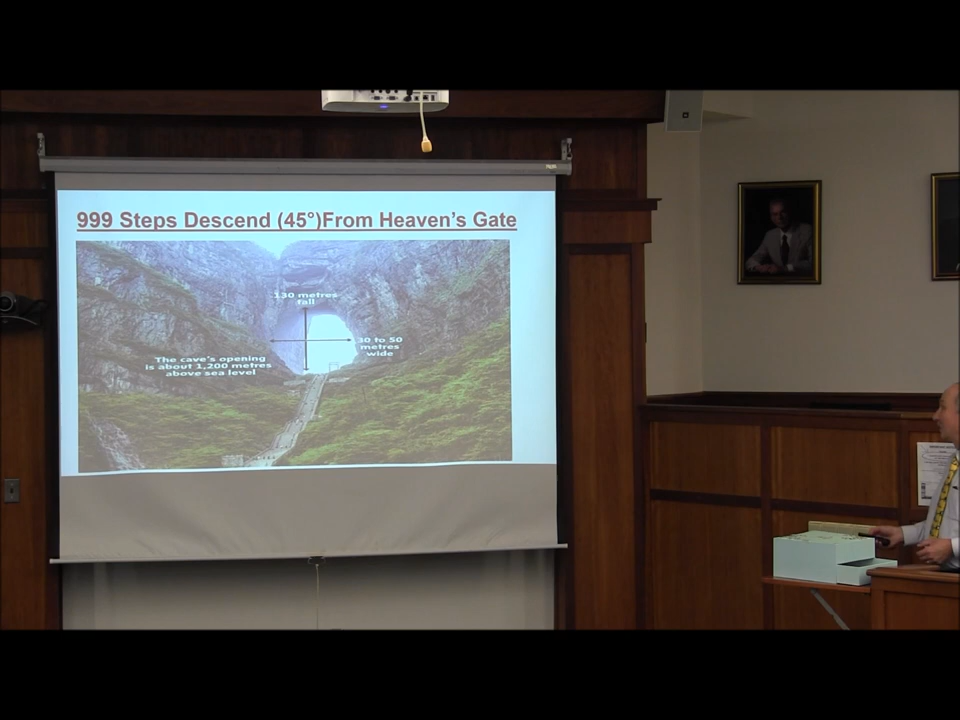 999 Steps Descend (45°)From Heaven's Gate
130 metres
fall
30 to 50
metres
wide
The cave's opening
is about 1,200 metres
above sea level